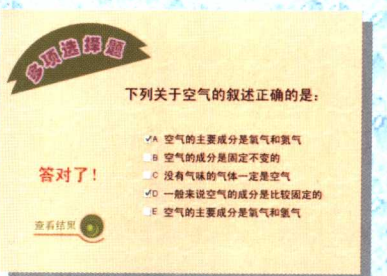 多项选择题
下列关于空气的叙述正确的是：
A 空气的主要成分是氧气和氮气
B 空气的成分是固定不变的
C 没有气味的气体一定是空气
D 一般来说空气的成分是比较固定的
E 空气的主要成分是氧气和氢气
答对了！
查看结果